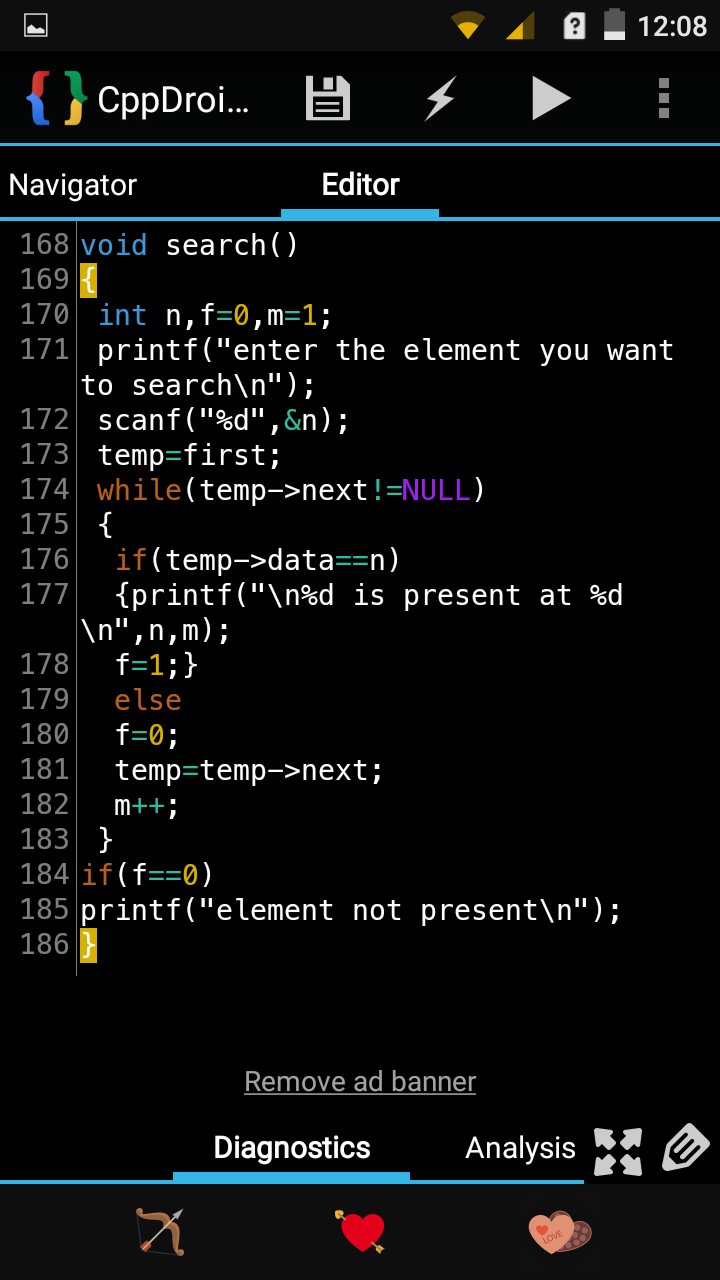 12:08
CppDroi...
Navigator
Editor
168 void search()
169 {
170 int n,f=0,m=1;
171 printf("enter the element you want
to search\n");
172 scanf("%d",&n);
173 temp=first;
174 while(temp->next!=NULL)
175 {
176 if(temp->data==n)
177 {printf("\n%d is present at %d
\n",n,m);
178 f=1;}
179 else
180 f=0;
181 temp=temp->next;
182 m++;
183 }
184 if(f==0)
185 printf("element not present\n");
186 }
Remove ad banner
Diagnostics
Analysis
LOVE